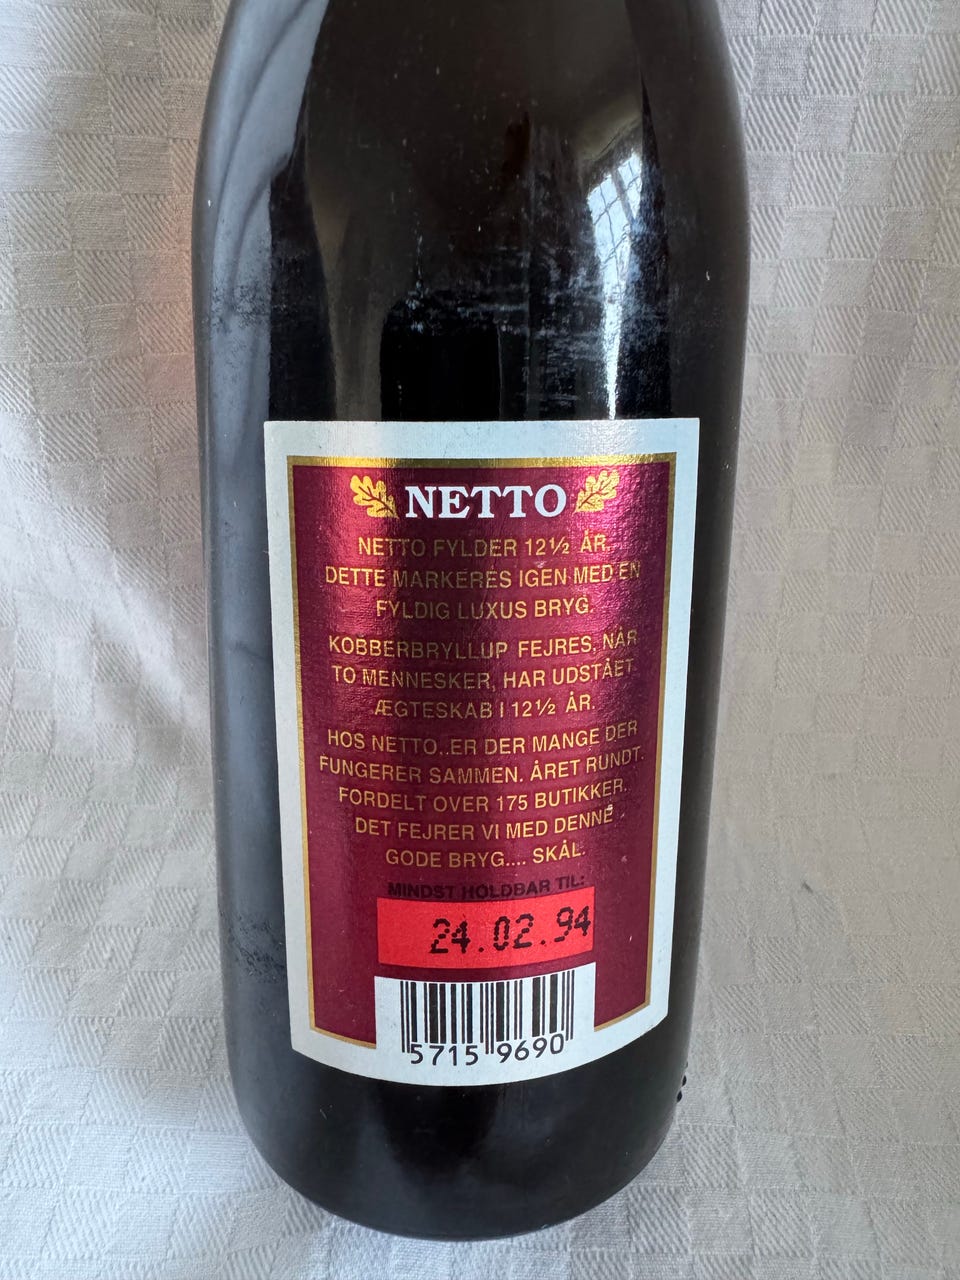 NETTO
NETTO FYLDER 12½ ÅR.
DETTE MARKERES IGEN MED EN
FYLDIG LUXUS BRYG.
KOBBERBRYLLUP FEJRES, NÅR
TO MENNESKER, HAR UDSTÅET
ÆGTESKAB I 12½ ÅR.
HOS NETTO..ER DER MANGE DER
FUNGERER SAMMEN. ÅRET RUNDT.
FORDELT OVER 175 BUTIKKER.
DET FEJRER VI MED DENNE
GODE BRYG.... SKÅL.
MINDST HOLDBAR TIL:
24.02.94
5715 9690